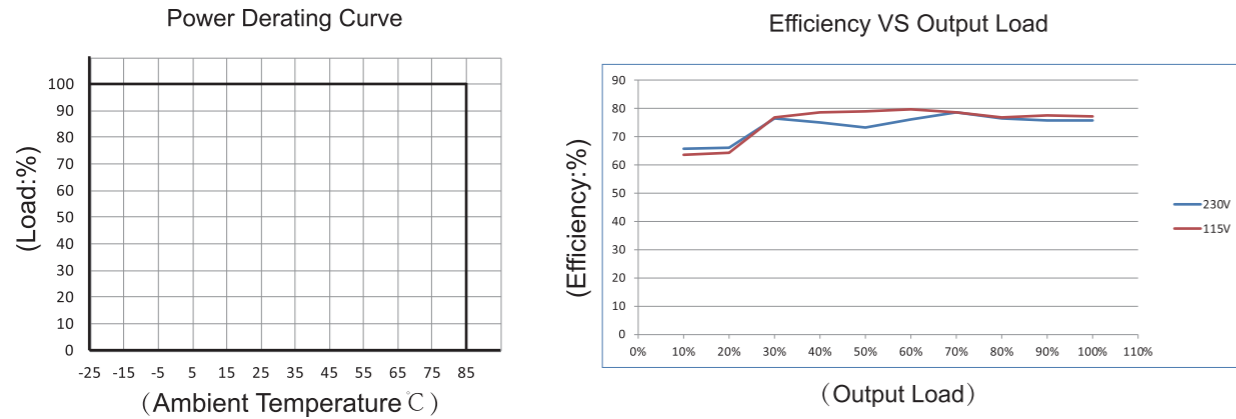 Power Derating Curve
(Load:%)
100
90
80
70
60
50
40
30
20
10
0
-25 -15 -5 5 15 25 35 45 55 65 75 85
(Ambient Temperature℃)
Efficiency VS Output Load
(Efficiency:%)
90
80
70
60
50
40
30
20
10
0
0% 10% 20% 30% 40% 50% 60% 70% 80% 90% 100% 110%
230V
115V
(Output Load)